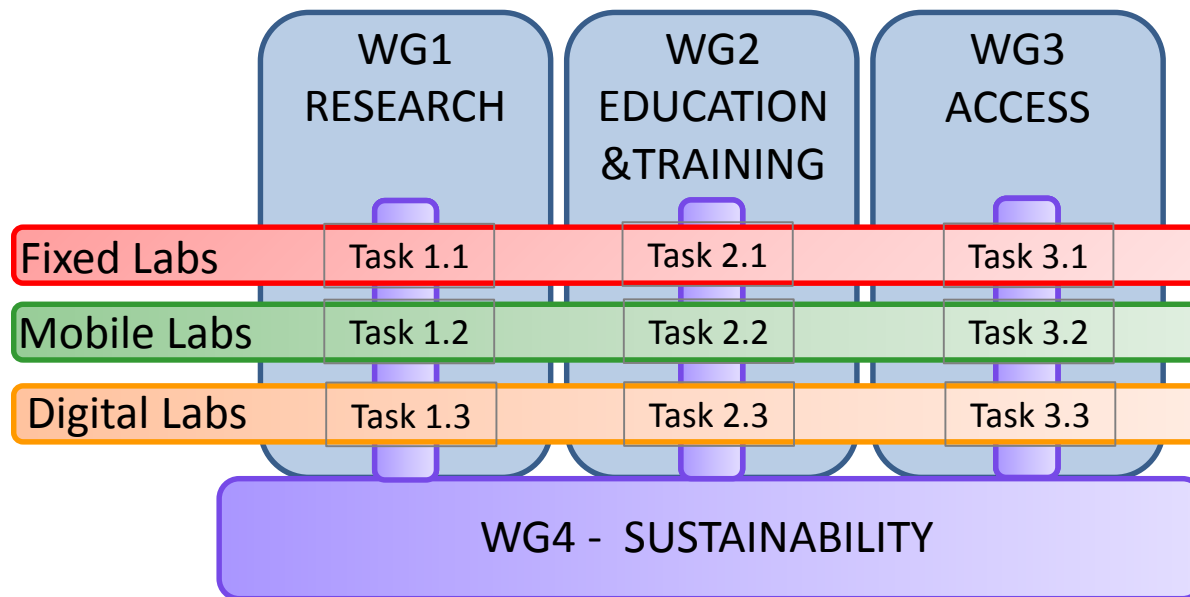 WG1
RESEARCH
WG2
EDUCATION
&TRAINING
WG3
ACCESS
Fixed Labs
Task 1.1
Task 2.1
Task 3.1
Mobile Labs
Task 1.2
Task 2.2
Task 3.2
Digital Labs
Task 1.3
Task 2.3
Task 3.3
WG4 - SUSTAINABILITY